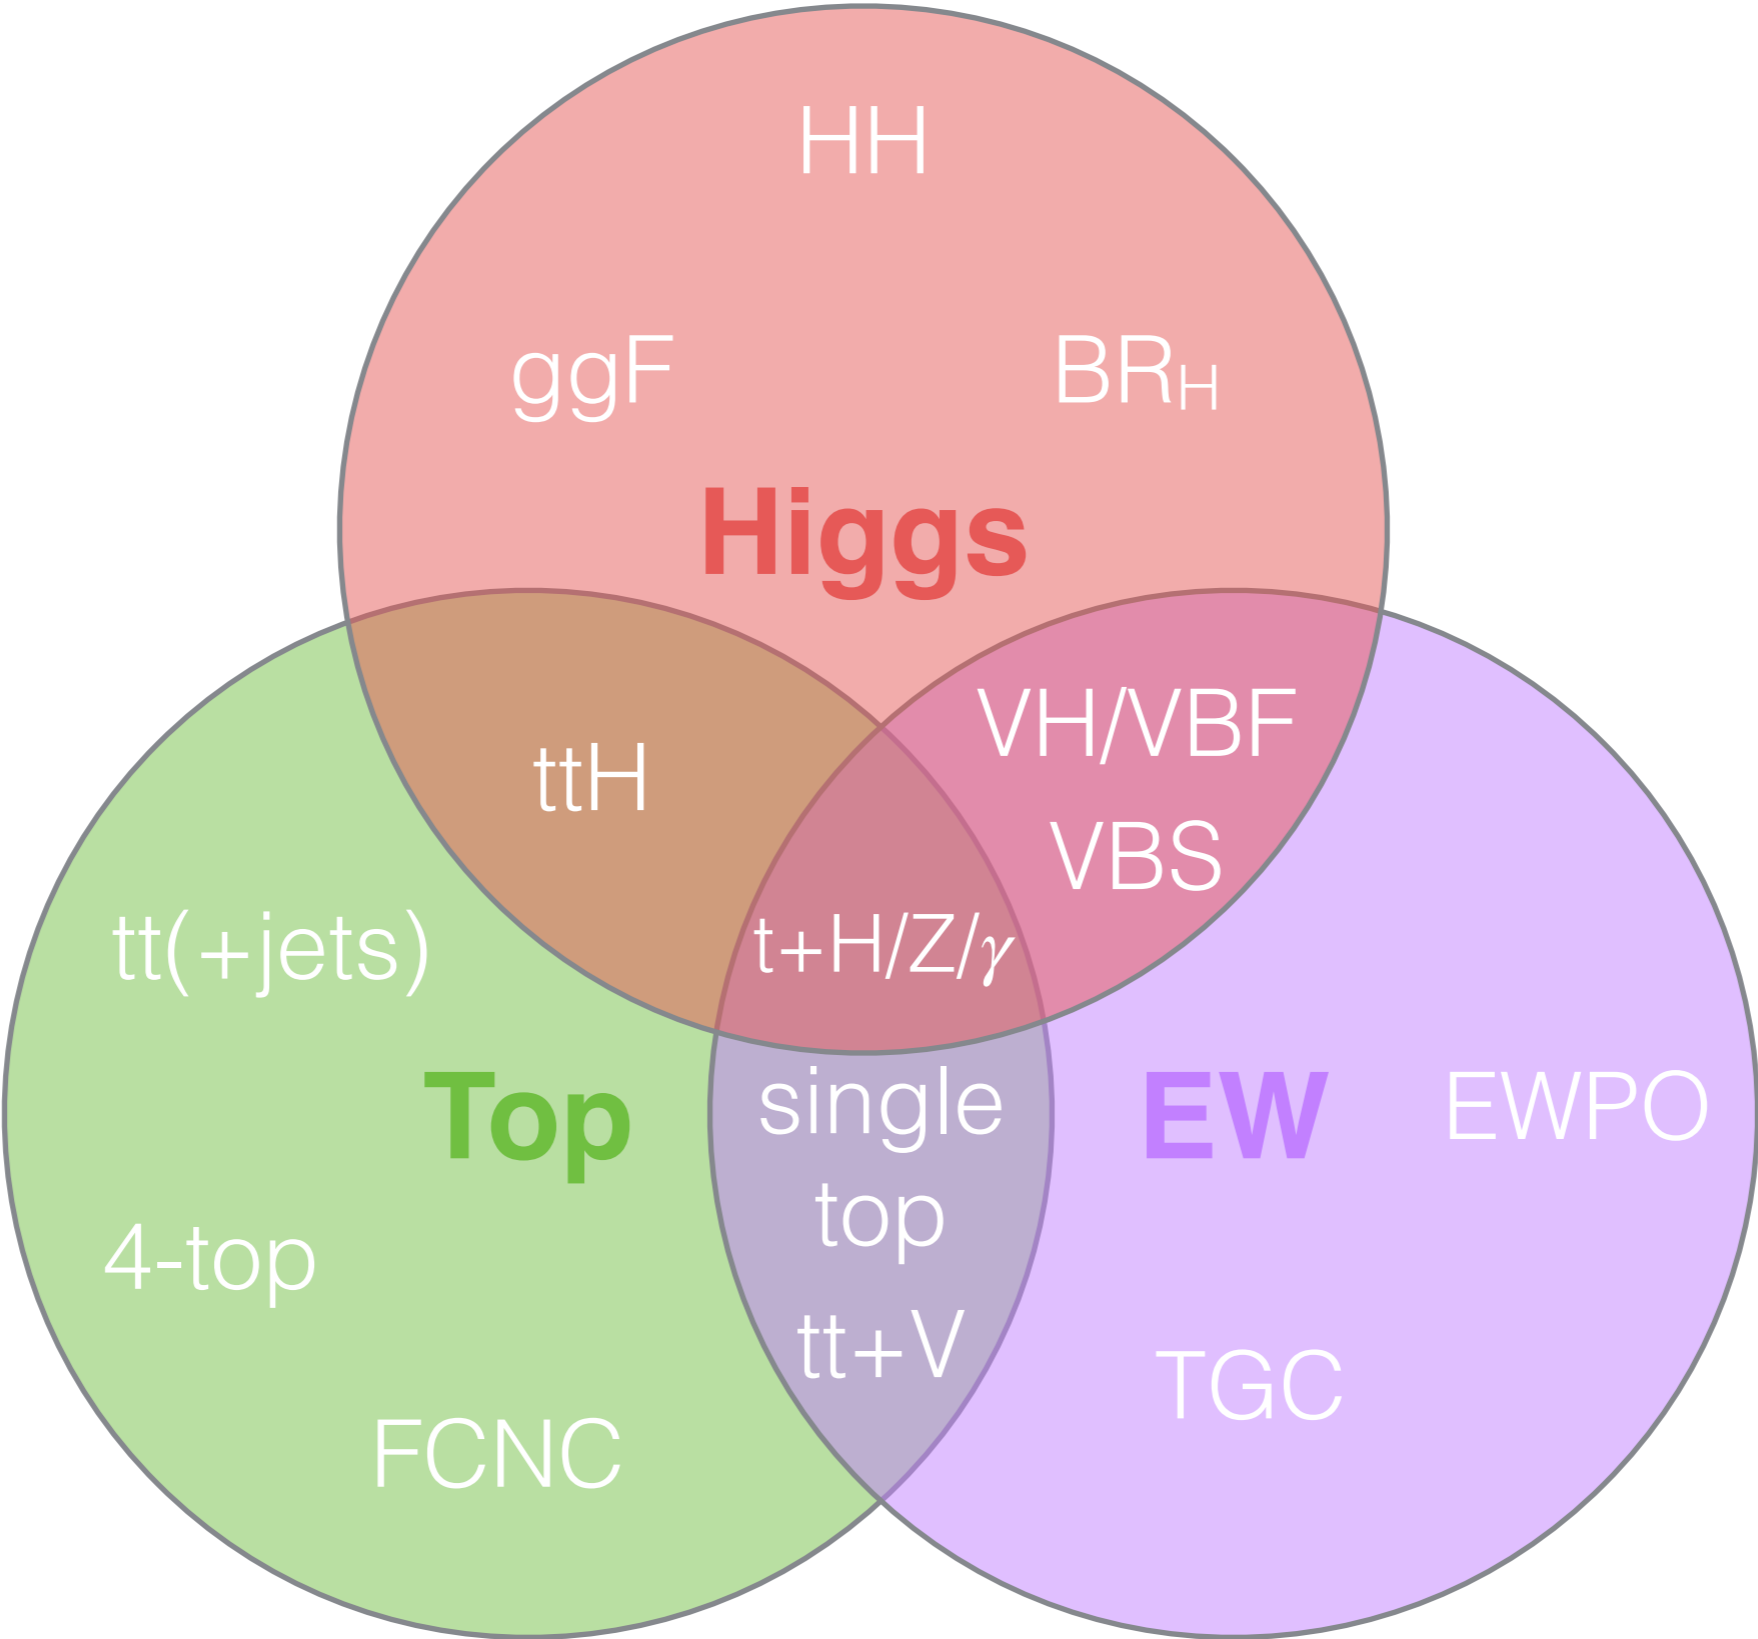 HH
ggF
BRH
Higgs
VH/VBF
ttH
VBS
t+H/Z/γ
tt(+jets)
Top
single
top
tt+V
EW
EWPO
4-top
TGC
FCNC